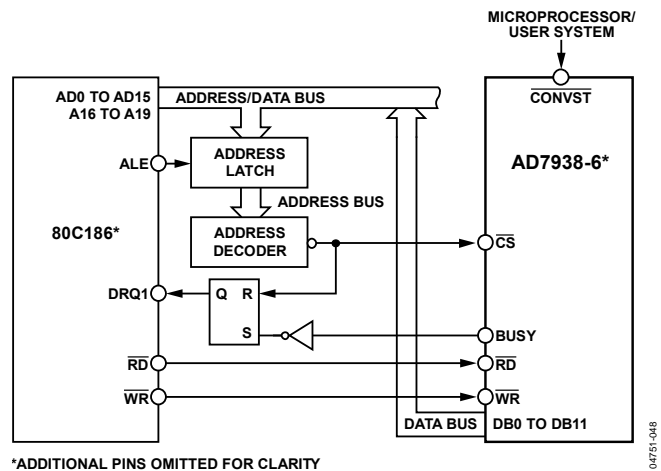 MICROPROCESSOR/
USER SYSTEM
AD0 TO AD15
A16 TO A19
ADDRESS/DATA BUS
CONVST
ALE
ADDRESS
LATCH
AD7938-6*
ADDRESS BUS
80C186*
ADDRESS
DECODER
CS
DRQ1
Q R
S
BUSY
RD
RD
WR
WR
DATA BUS
DB0 TO DB11
*ADDITIONAL PINS OMITTED FOR CLARITY
04751-048